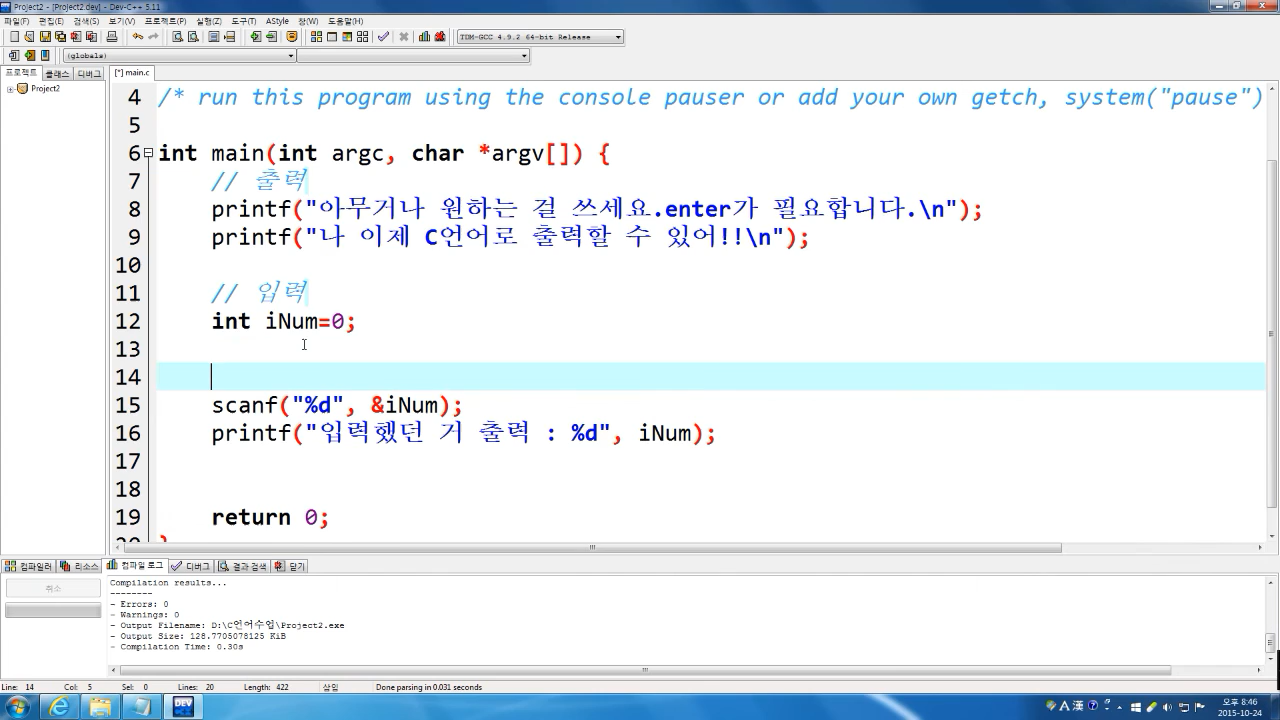 Project2 - [Project2.dev] - Dev-C++ 5.11
파일(F) 편집(E) 검색(S) 보기(V) 프로젝트(P) 실행(Z) 도구(T) AStyle 창(W) 도움말(H)
TDM-GCC 4.9.2 64-bit Release
(globals)
프로젝트 클래스 디버그 [*] main.c
Project2
4 /* run this program using the console pauser or add your own getch, system("pause")
5
6 int main(int argc, char *argv[]) {
7 // 출력
8 printf("아무거나 원하는 걸 쓰세요.enter가 필요합니다.\n");
9 printf("나 이제 C언어로 출력할 수 있어!!\n");
10
11 // 입력
12 int iNum=0;
13
14
15 scanf("%d", &iNum);
16 printf("입력했던 거 출력 : %d", iNum);
17
18
19 return 0;
컴파일러 리소스 컴파일 로그 디버그 결과 검색 닫기
취소
Compilation results...
--------
- Errors: 0
- Warnings: 0
- Output Filename: D:\C언어수업\Project2.exe
- Output Size: 128.7705078125 KiB
- Compilation Time: 0.30s
Line: 14 Col: 5 Sel: 0 Lines: 20 Length: 422 삽입 Done parsing in 0.031 seconds
DEV
A 漢
오후 8:46
2015-10-24